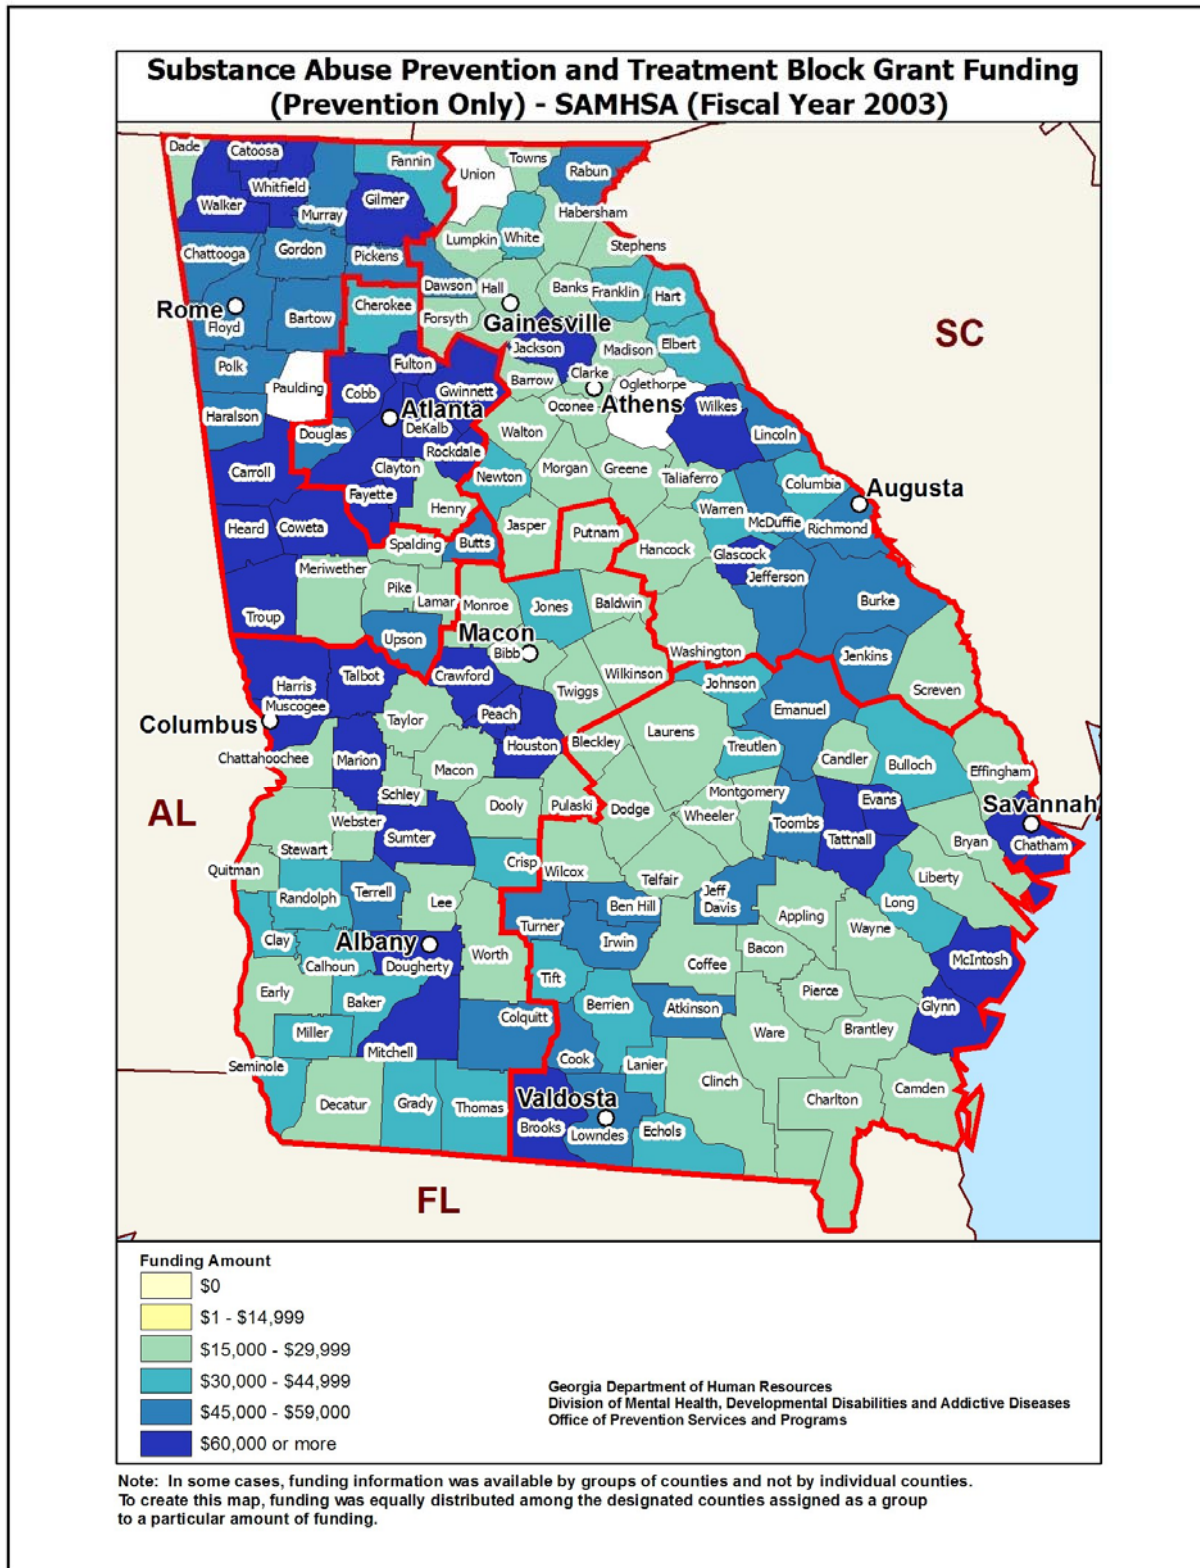 Substance Abuse Prevention and Treatment Block Grant Funding
(Prevention Only) - SAMHSA (Fiscal Year 2003)
Dade
Catoosa
Fannin
Towns
Union
Rabun
Whitfield
Walker
Murray
Gilmer
Habersham
Lumpkin
White
Stephens
Chattooga
Gordon
Pickens
Dawson
Hall
Banks
Franklin
Hart
Rome
Floyd
Bartow
Cherokee
Forsyth
Gainesville
SC
Jackson
Madison
Elbert
Polk
Paulding
Fulton
Cobb
Gwinnett
Barrow
Clarke
Oglethorpe
Haralson
Atlanta
DeKalb
Oconee
Athens
Wilkes
Douglas
Walton
Lincoln
Carroll
Clayton
Rockdale
Newton
Morgan
Greene
Taliaferro
Columbia
Augusta
Fayette
Henry
Warren
McDuffie
Richmond
Heard
Coweta
Jasper
Putnam
Spalding
Butts
Hancock
Glascock
Jefferson
Meriwether
Pike
Lamar
Monroe
Jones
Baldwin
Burke
Troup
Upson
Macon
Bibb
Washington
Jenkins
Harris
Talbot
Crawford
Wilkinson
Johnson
Screven
Muscogee
Columbus
Taylor
Peach
Twiggs
Emanuel
Chattahoochee
Marion
Houston
Bleckley
Laurens
Treutlen
Candler
Bulloch
Effingham
Macon
AL
Schley
Dooly
Pulaski
Dodge
Montgomery
Wheeler
Toombs
Evans
Savannah
Webster
Sumter
Tattnall
Bryan
Chatham
Stewart
Quitman
Crisp
Wilcox
Telfair
Liberty
Randolph
Terrell
Lee
Ben Hill
Jeff
Davis
Appling
Long
Turner
Wayne
Clay
Albany
Irwin
Bacon
Calhoun
Dougherty
Worth
Tift
Coffee
McIntosh
Early
Baker
Berrien
Atkinson
Pierce
Glynn
Miller
Colquitt
Ware
Brantley
Mitchell
Cook
Seminole
Lanier
Clinch
Decatur
Grady
Thomas
Valdosta
Charlton
Camden
Brooks
Lowndes
Echols
FL
Funding Amount
$0
$1 - $14,999
$15,000 - $29,999
$30,000 - $44,999
$45,000 - $59,000
$60,000 or more
Georgia Department of Human Resources
Division of Mental Health, Developmental Disabilities and Addictive Diseases
Office of Prevention Services and Programs
Note:  In some cases, funding information was available by groups of counties and not by individual counties.
To create this map, funding was equally distributed among the designated counties assigned as a group
to a particular amount of funding.